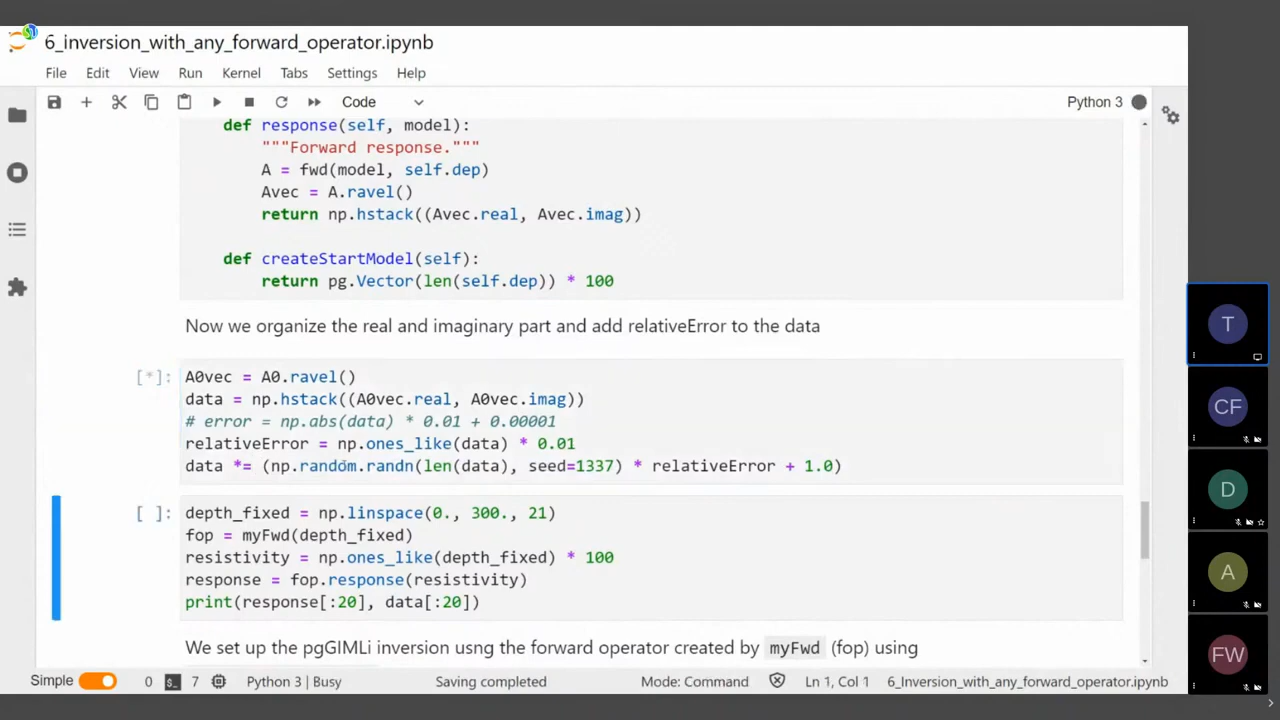 6_inversion_with_any_forward_operator.ipynb
File Edit View Run Kernel Tabs Settings Help
Code Python 3
def response(self, model):
"""Forward response."""
A = fwd(model, self.dep)
Avec = A.ravel()
return np.hstack((Avec.real, Avec.imag))
def createStartModel(self):
return pg.Vector(len(self.dep)) * 100
Now we organize the real and imaginary part and add relativeError to the data
[*]: A0vec = A0.ravel()
data = np.hstack((A0vec.real, A0vec.imag))
# error = np.abs(data) * 0.01 + 0.00001
relativeError = np.ones_like(data) * 0.01
data *= (np.random.randn(len(data), seed=1337) * relativeError + 1.0)
[ ]: depth_fixed = np.linspace(0., 300., 21)
fop = myFwd(depth_fixed)
resistivity = np.ones_like(depth_fixed) * 100
response = fop.response(resistivity)
print(response[:20], data[:20])
We set up the pgGIMLi inversion usng the forward operator created by myFwd (fop) using
Simple 0 7 Python 3 | Busy Saving completed Mode: Command Ln 1, Col 1 6_Inversion_with_any_forward_operator.ipynb
T
CF
D
A
FW